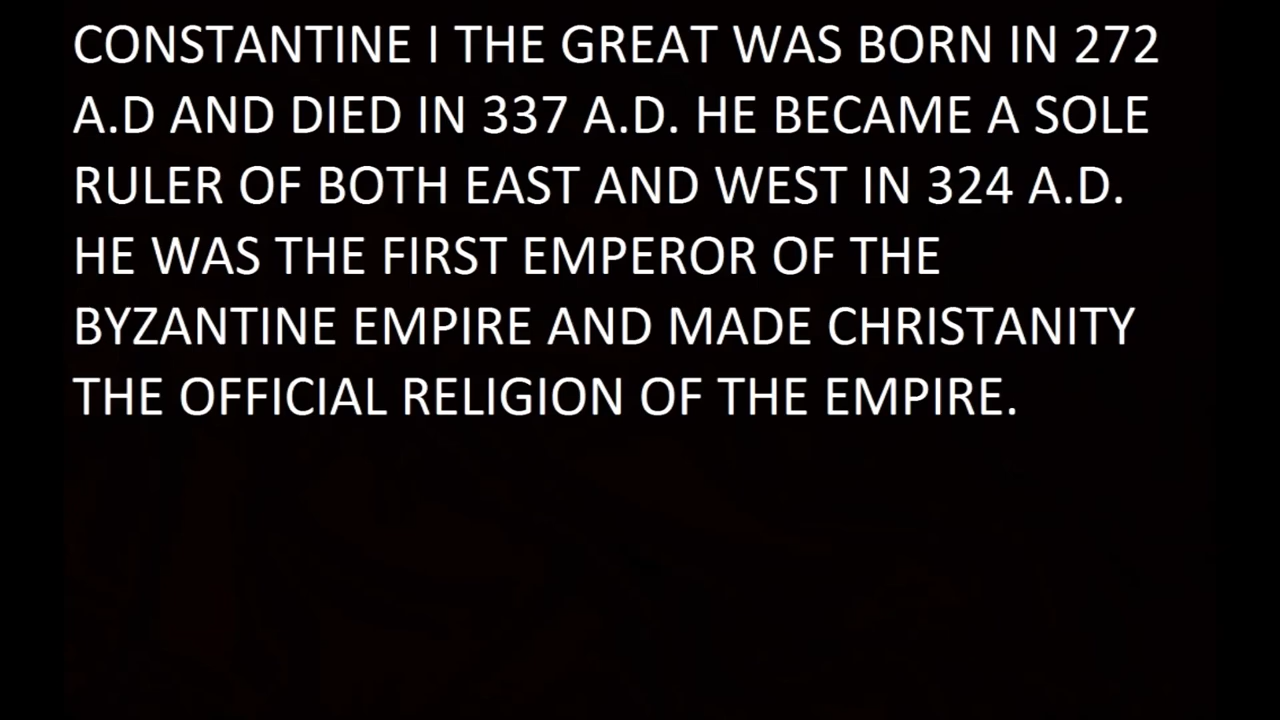 CONSTANTINE I THE GREAT WAS BORN IN 272
A.D AND DIED IN 337 A.D. HE BECAME A SOLE
RULER OF BOTH EAST AND WEST IN 324 A.D.
HE WAS THE FIRST EMPEROR OF THE
BYZANTINE EMPIRE AND MADE CHRISTANITY
THE OFFICIAL RELIGION OF THE EMPIRE.